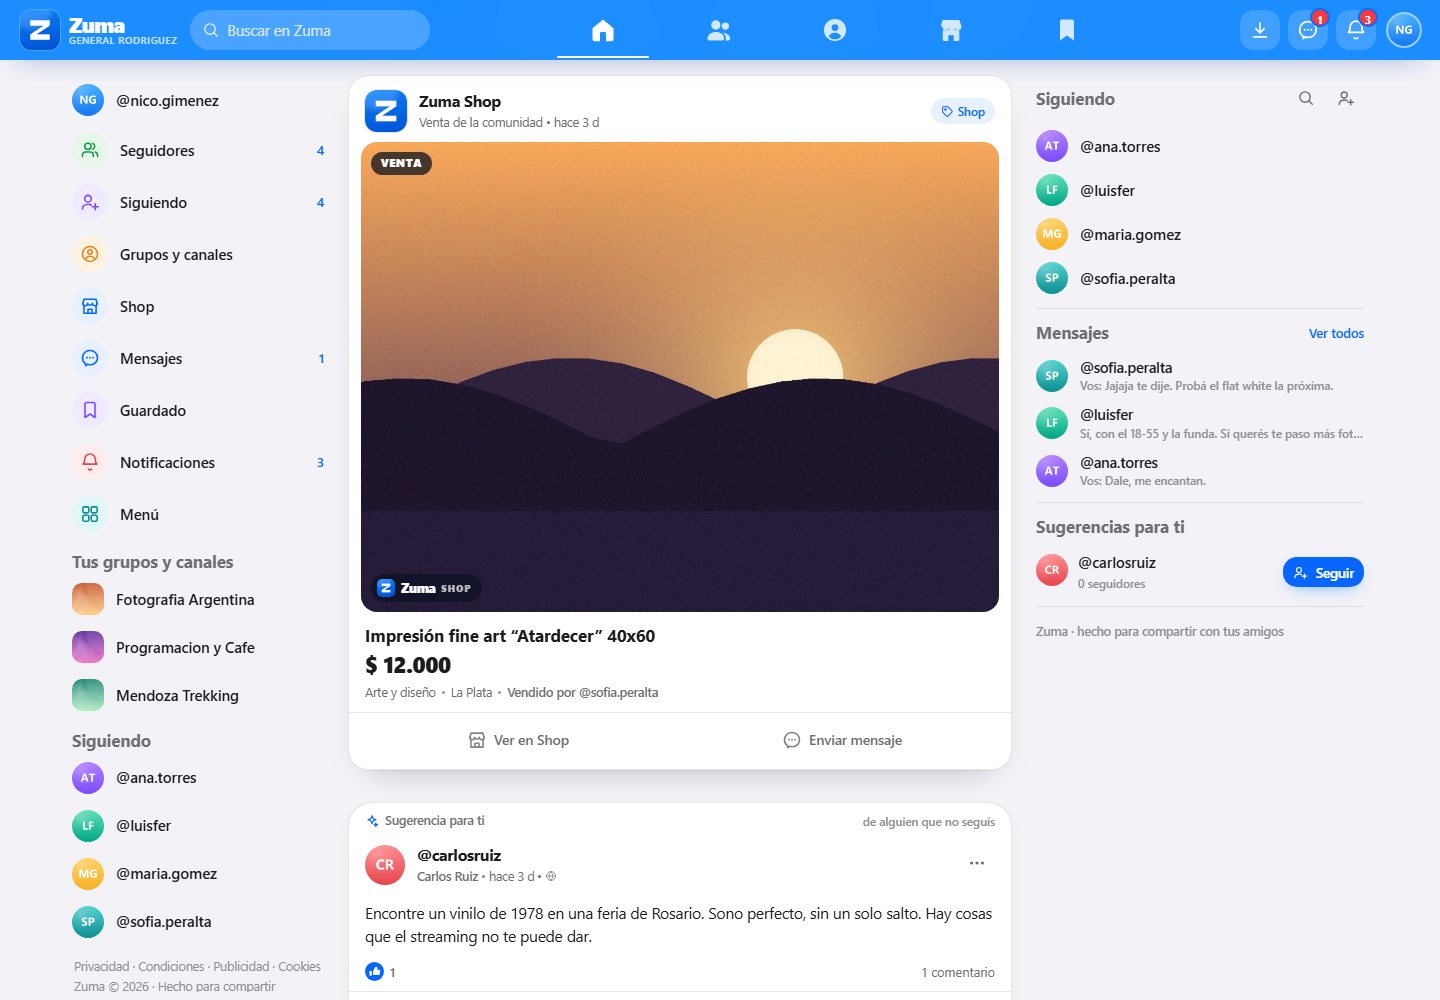 Zuma
GENERAL RODRIGUEZ
Buscar en Zuma
1
3
NG
NG
@nico.gimenez
Seguidores 4
Siguiendo 4
Grupos y canales
Shop
Mensajes 1
Guardado
Notificaciones 3
Menú
Tus grupos y canales
Fotografia Argentina
Programacion y Cafe
Mendoza Trekking
Siguiendo
AT @ana.torres
LF @luisfer
MG @maria.gomez
SP @sofia.peralta
Privacidad · Condiciones · Publicidad · Cookies
Zuma © 2026 · Hecho para compartir
Zuma Shop
Venta de la comunidad • hace 3 d
Shop
VENTA
Zuma SHOP
Impresión fine art “Atardecer” 40x60
$ 12.000
Arte y diseño • La Plata • Vendido por @sofia.peralta
Ver en Shop
Enviar mensaje
Sugerencia para ti
de alguien que no seguís
CR
@carlosruiz
Carlos Ruiz • hace 3 d •
Encontre un vinilo de 1978 en una feria de Rosario. Sono perfecto, sin un solo salto. Hay cosas
que el streaming no te puede dar.
1
1 comentario
Siguiendo
AT @ana.torres
LF @luisfer
MG @maria.gomez
SP @sofia.peralta
Mensajes
Ver todos
SP @sofia.peralta
Vos: Jajaja te dije. Probá el flat white la próxima.
LF @luisfer
Sí, con el 18-55 y la funda. Si querés te paso más fot...
AT @ana.torres
Vos: Dale, me encantan.
Sugerencias para ti
CR @carlosruiz
0 seguidores
Seguir
Zuma · hecho para compartir con tus amigos